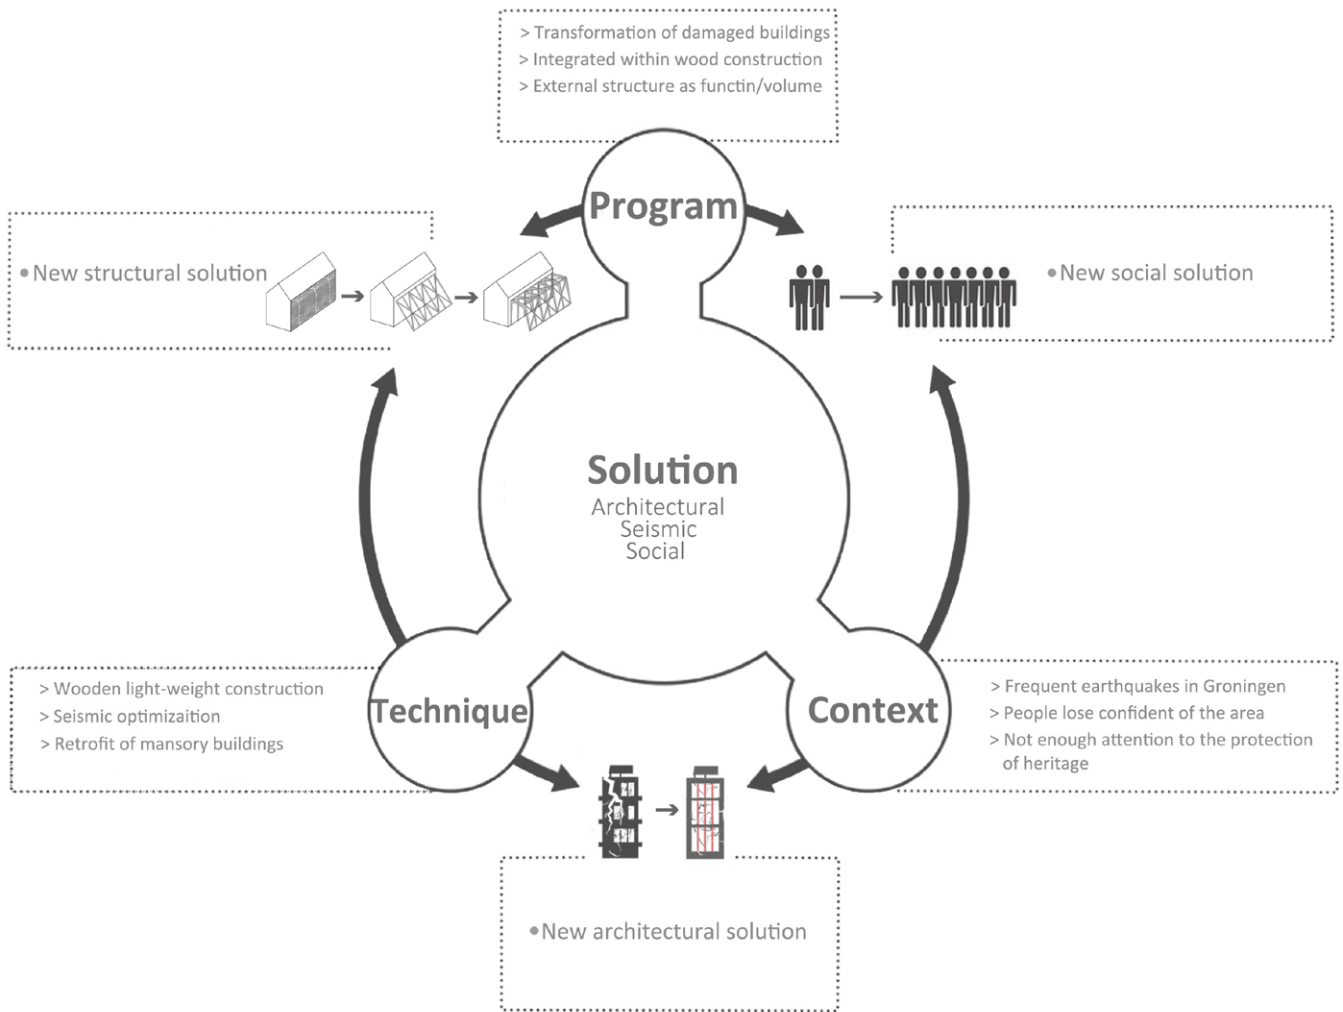 > Transformation of damaged buildings
> Integrated within wood construction
> External structure as functin/volume
Program
• New structural solution
• New social solution
Solution
Architectural
Seismic
Social
> Wooden light-weight construction
> Seismic optimizaition
> Retrofit of mansory buildings
Technique
Context
> Frequent earthquakes in Groningen
> People lose confident of the area
> Not enough attention to the protection
of heritage
• New architectural solution